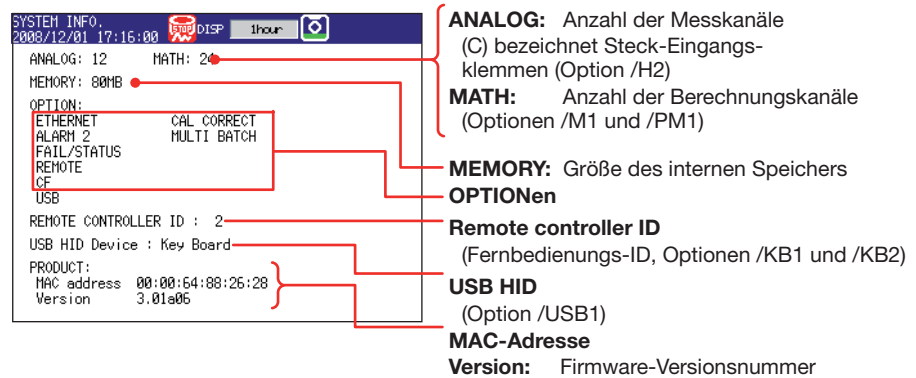 SYSTEM INFO.
2008/12/01 17:16:00 STOP DISP 1hour
ANALOG: 12 MATH: 24
MEMORY: 80MB
OPTION:
ETHERNET CAL CORRECT
ALARM 2 MULTI BATCH
FAIL/STATUS
REMOTE
CF
USB
REMOTE CONTROLLER ID : 2
USB HID Device : Key Board
PRODUCT:
MAC address 00:00:64:88:26:28
Version 3.01a06
ANALOG: Anzahl der Messkanäle
(C) bezeichnet Steck-Eingangs-
klemmen (Option /H2)
MATH: Anzahl der Berechnungskanäle
(Optionen /M1 und /PM1)
MEMORY: Größe des internen Speichers
OPTIONen
Remote controller ID
(Fernbedienungs-ID, Optionen /KB1 und /KB2)
USB HID
(Option /USB1)
MAC-Adresse
Version: Firmware-Versionsnummer